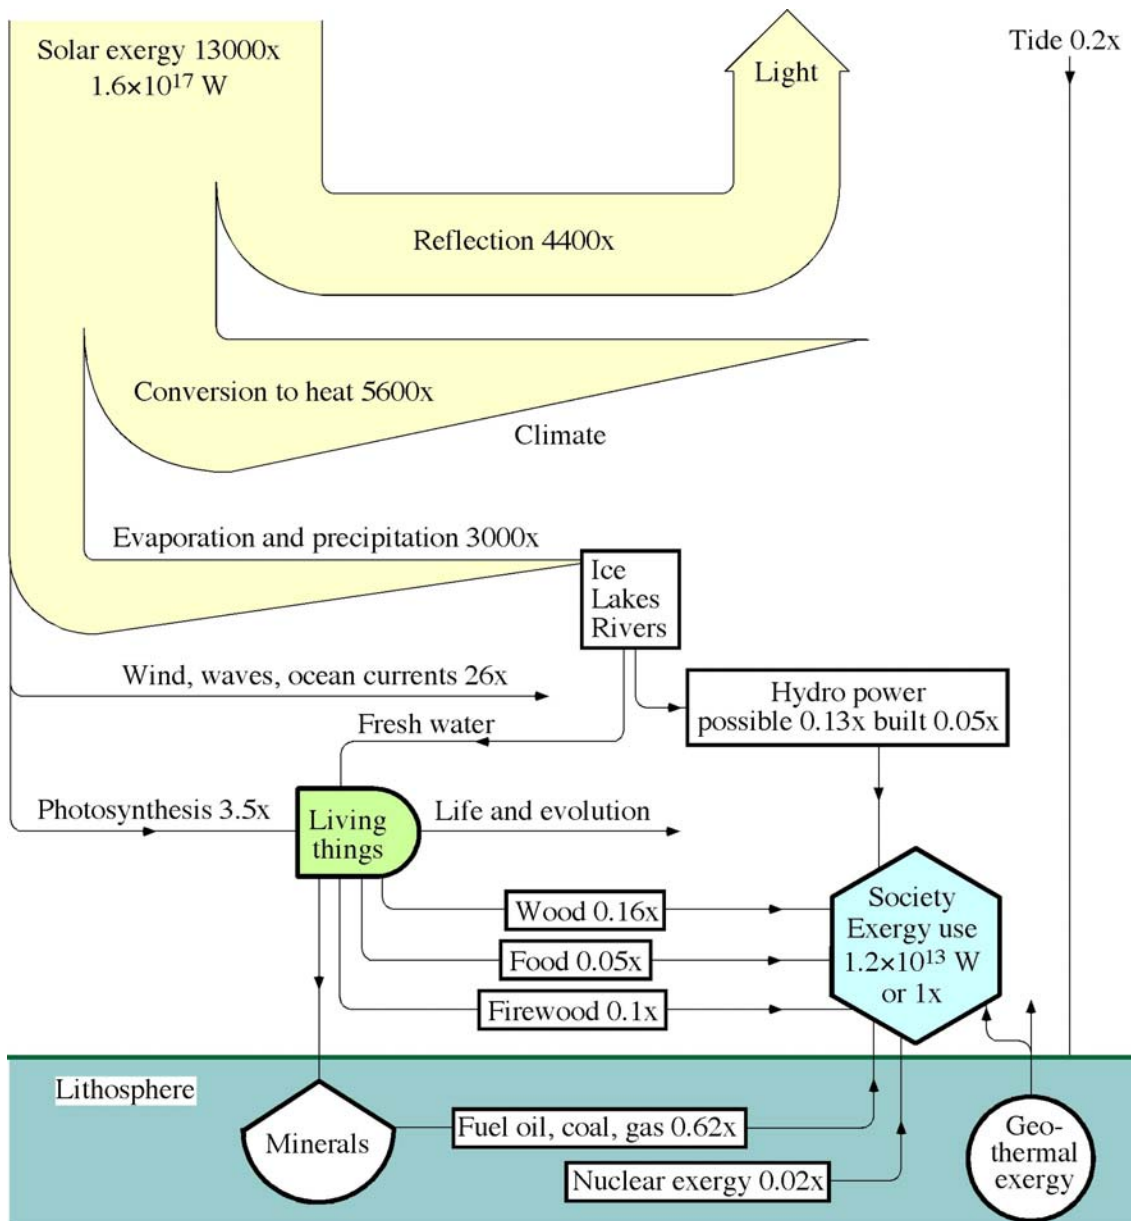 Solar exergy 13000x
1.6×10¹⁷ W
Light
Tide 0.2x
Reflection 4400x
Conversion to heat 5600x
Climate
Evaporation and precipitation 3000x
Ice
Lakes
Rivers
Wind, waves, ocean currents 26x
Hydro power
possible 0.13x built 0.05x
Fresh water
Photosynthesis 3.5x
Living
things
Life and evolution
Society
Exergy use
1.2×10¹³ W
or 1x
Wood 0.16x
Food 0.05x
Firewood 0.1x
Lithosphere
Minerals
Fuel oil, coal, gas 0.62x
Nuclear exergy 0.02x
Geo-
thermal
exergy